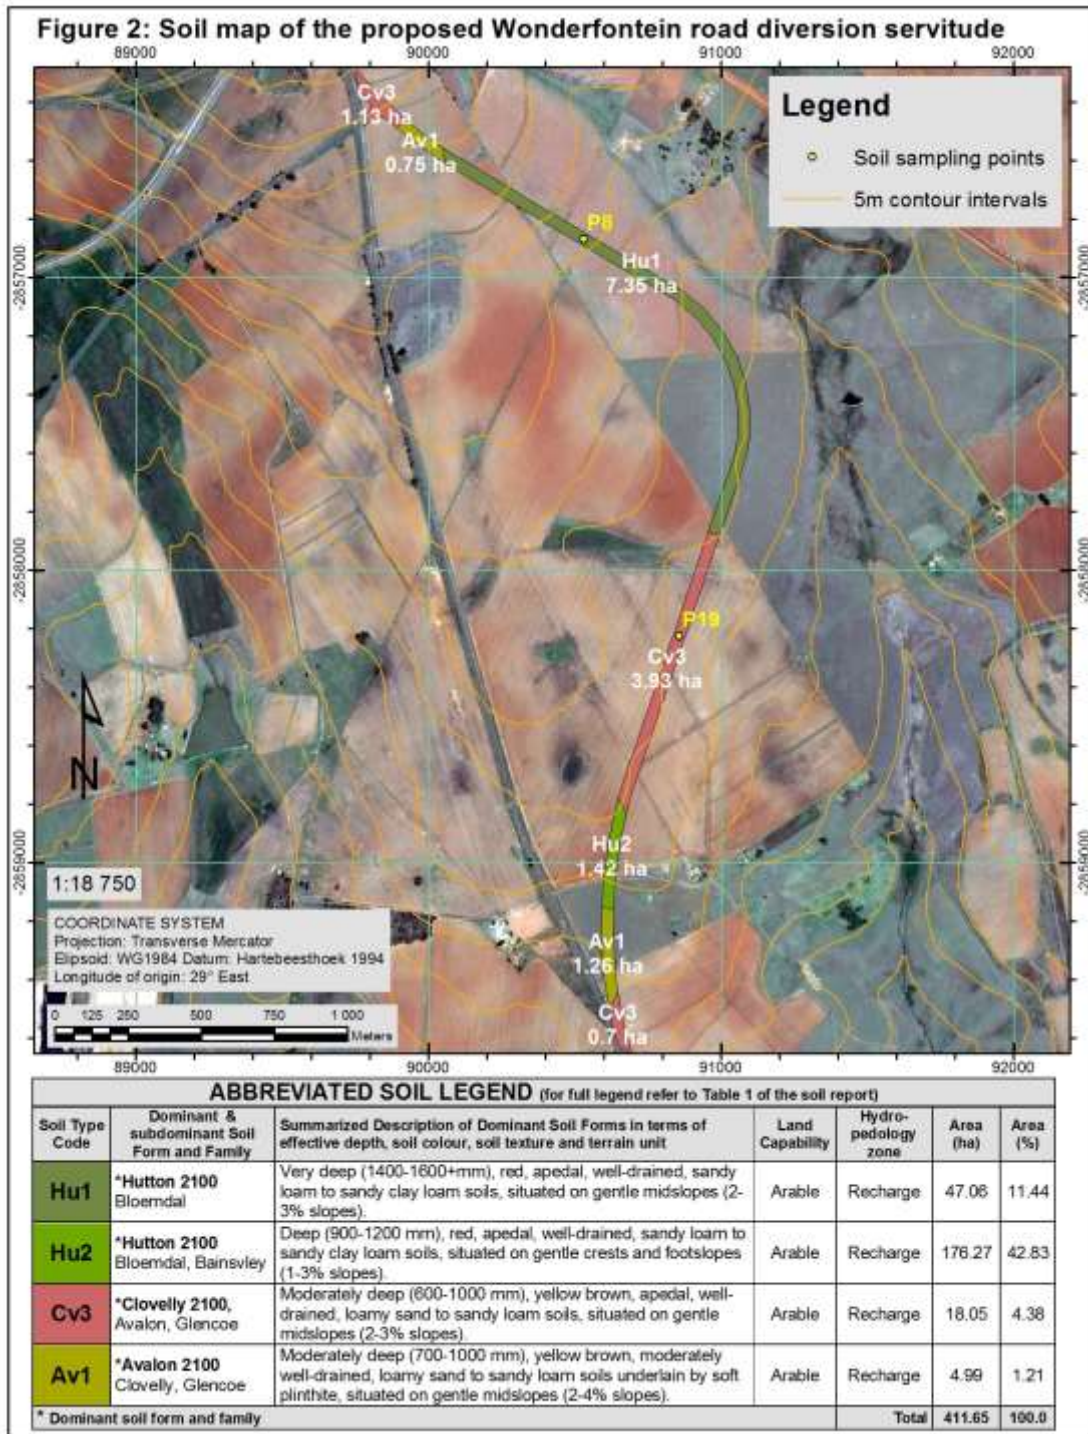 Figure 2: Soil map of the proposed Wonderfontein road diversion servitude
89000 90000 91000 92000
Legend
Soil sampling points
5m contour intervals
Cv3
1.13 ha
Av1
0.75 ha
P8
Hu1
7.35 ha
-2857000
-2857000
-2858000
-2858000
P19
Cv3
3.93 ha
N
Hu2
1.42 ha
-2859000
-2859000
1:18 750
COORDINATE SYSTEM
Projection: Transverse Mercator
Elipsoid: WG1984 Datum: Hartebeesthoek 1994
Longitude of origin: 29° East
Av1
1.26 ha
Cv3
0.7 ha
0 125 250 500 750 1 000
Meters
89000 90000 91000 92000
ABBREVIATED SOIL LEGEND (for full legend refer to Table 1 of the soil report)
Soil Type
Code
Dominant &
subdominant Soil
Form and Family
Summarized Description of Dominant Soil Forms in terms of
effective depth, soil colour, soil texture and terrain unit
Land
Capability
Hydro-
pedology
zone
Area
(ha)
Area
(%)
Hu1
*Hutton 2100
Bloemdal
Very deep (1400-1600+mm), red, apedal, well-drained, sandy
loam to sandy clay loam soils, situated on gentle midslopes (2-
3% slopes).
Arable
Recharge
47.06
11.44
Hu2
*Hutton 2100
Bloemdal, Bainsvley
Deep (900-1200 mm), red, apedal, well-drained, sandy loam to
sandy clay loam soils, situated on gentle crests and footslopes
(1-3% slopes).
Arable
Recharge
176.27
42.83
Cv3
*Clovelly 2100,
Avalon, Glencoe
Moderately deep (600-1000 mm), yellow brown, apedal, well-
drained, loamy sand to sandy loam soils, situated on gentle
midslopes (2-3% slopes).
Arable
Recharge
18.05
4.38
Av1
*Avalon 2100
Clovelly, Glencoe
Moderately deep (700-1000 mm), yellow brown, moderately
well-drained, loamy sand to sandy loam soils underlain by soft
plinthite, situated on gentle midslopes (2-4% slopes).
Arable
Recharge
4.99
1.21
* Dominant soil form and family
Total
411.65
100.0